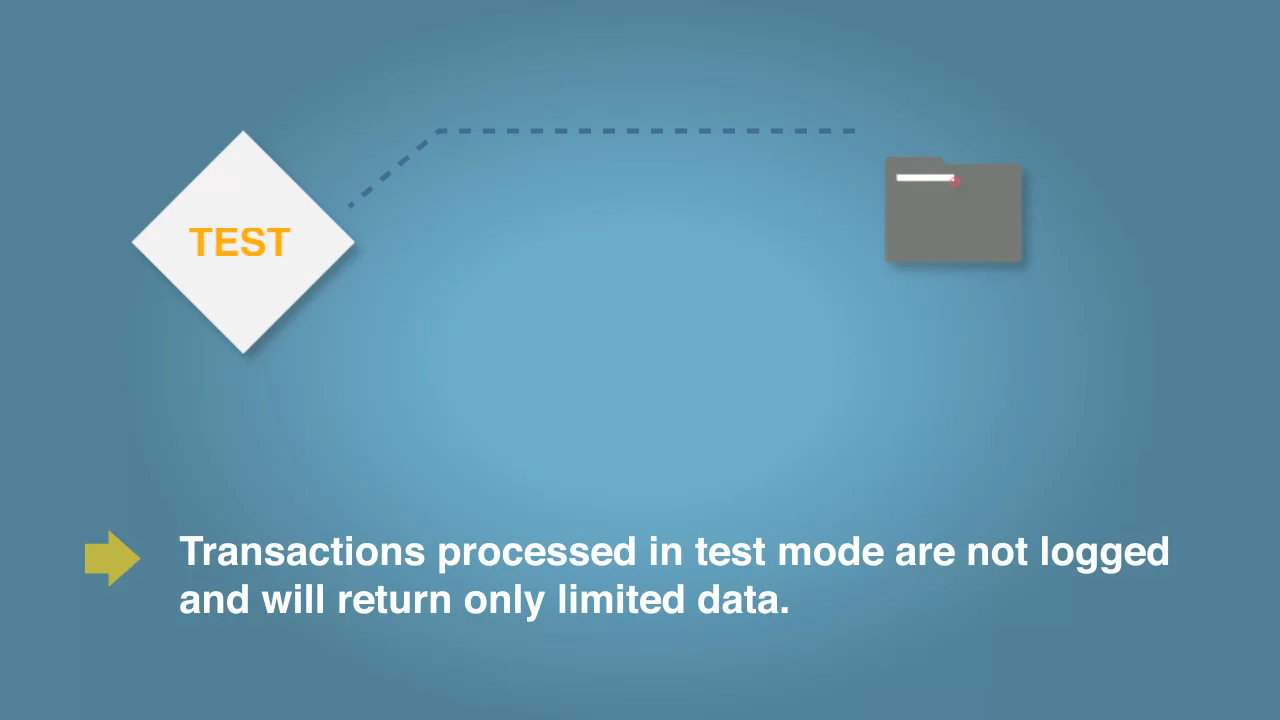 TEST
Transactions processed in test mode are not logged
and will return only limited data.